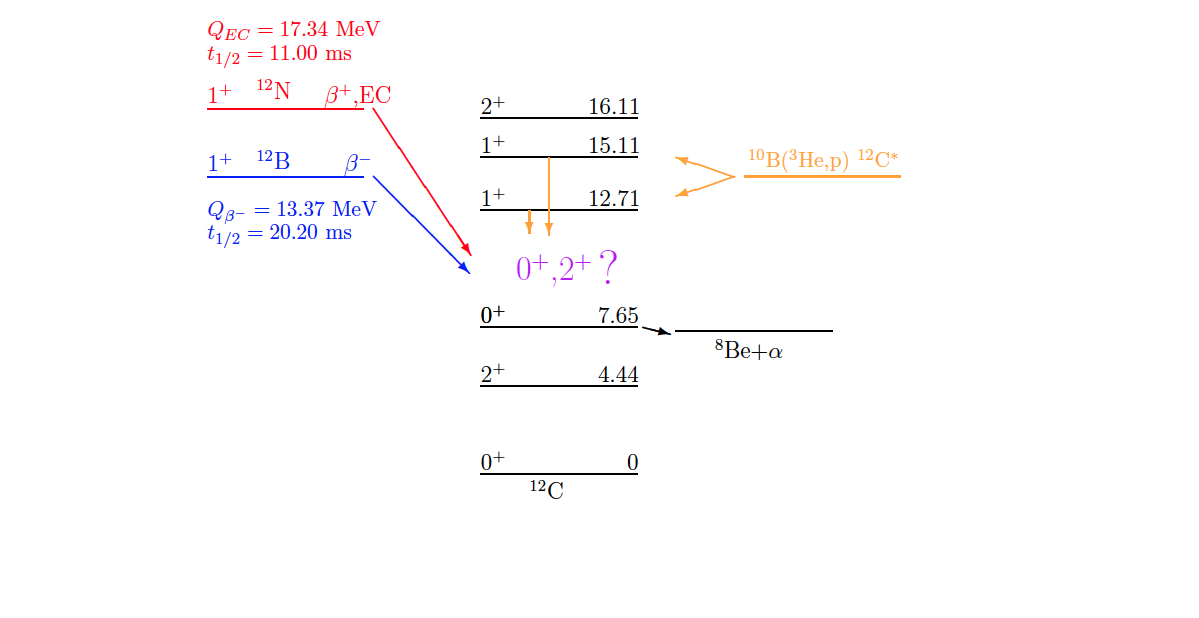 Q_EC = 17.34 MeV
t_1/2 = 11.00 ms
1⁺ ¹²N β⁺,EC
2⁺ 16.11
1⁺ 15.11
1⁺ ¹²B β⁻
¹⁰B(³He,p) ¹²C*
1⁺ 12.71
Q_β⁻ = 13.37 MeV
t_1/2 = 20.20 ms
0⁺,2⁺?
0⁺ 7.65
⁸Be+α
2⁺ 4.44
0⁺ 0
¹²C